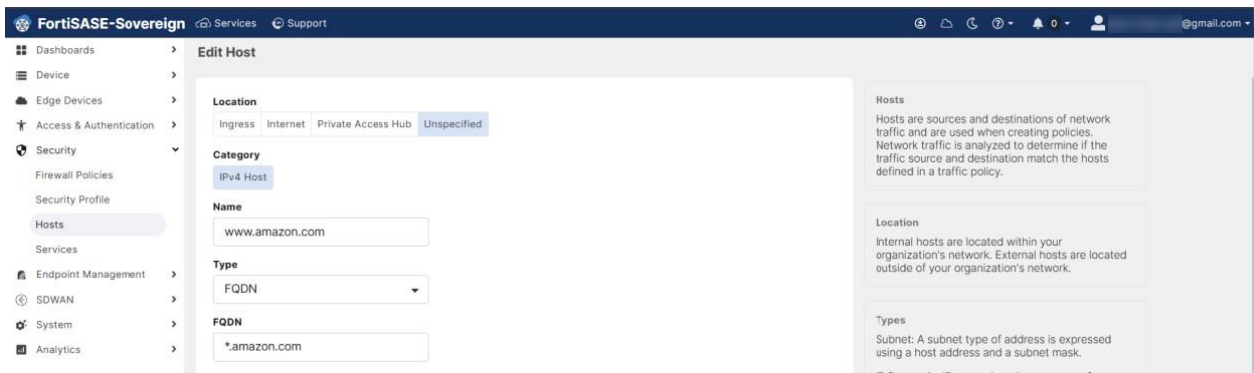 FortiSASE-Sovereign Services Support 0 @gmail.com
Dashboards
Device
Edge Devices
Access & Authentication
Security
Firewall Policies
Security Profile
Hosts
Services
Endpoint Management
SDWAN
System
Analytics
Edit Host
Location
Ingress Internet Private Access Hub Unspecified
Category
IPv4 Host
Name
www.amazon.com
Type
FQDN
FQDN
*.amazon.com
Hosts
Hosts are sources and destinations of network
traffic and are used when creating policies.
Network traffic is analyzed to determine if the
traffic source and destination match the hosts
defined in a traffic policy.
Location
Internal hosts are located within your
organization's network. External hosts are located
outside of your organization's network.
Types
Subnet: A subnet type of address is expressed
using a host address and a subnet mask.